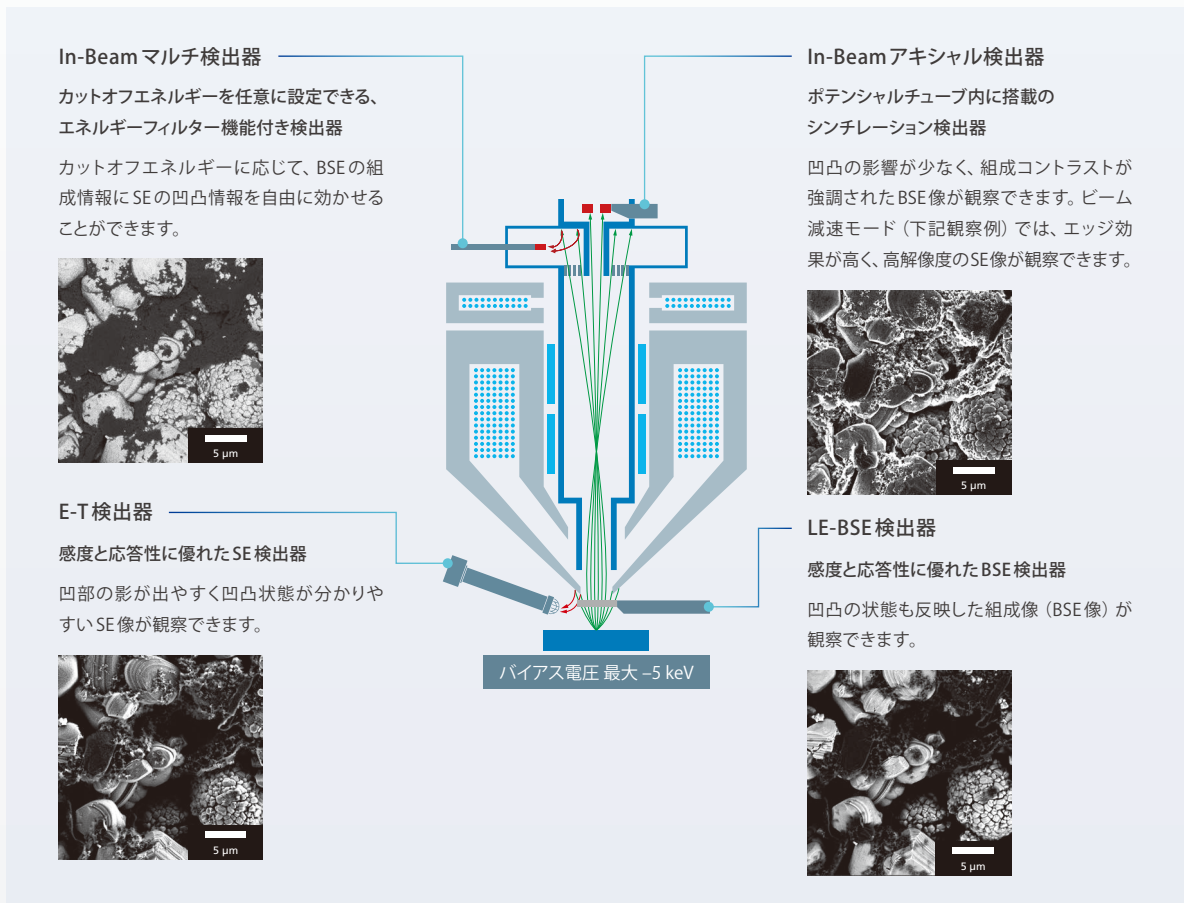 In-Beam マルチ検出器
カットオフエネルギーを任意に設定できる、
エネルギーフィルター機能付き検出器
カットオフエネルギーに応じて、BSEの組
成情報にSEの凹凸情報を自由に効かせる
ことができます。
5 µm
In-Beamアキシャル検出器
ポテンシャルチューブ内に搭載の
シンチレーション検出器
凹凸の影響が少なく、組成コントラストが
強調されたBSE像が観察できます。ビーム
減速モード（下記観察例）では、エッジ効
果が高く、高解像度のSE像が観察できます。
5 µm
E-T検出器
感度と応答性に優れたSE検出器
凹部の影が出やすく凹凸状態が分かりや
すいSE像が観察できます。
5 µm
LE-BSE検出器
感度と応答性に優れたBSE検出器
凹凸の状態も反映した組成像（BSE像）が
観察できます。
5 µm
バイアス電圧 最大 –5 keV